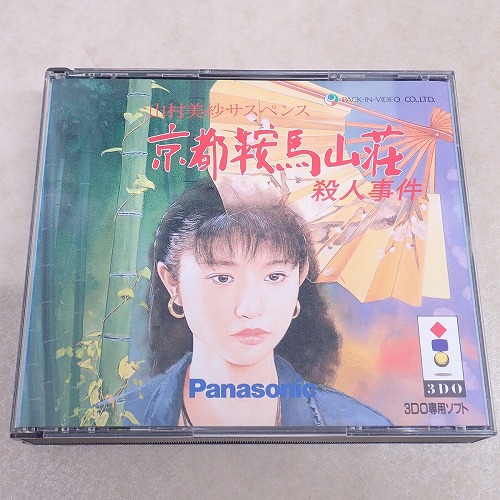 PACK-IN-VIDEO CO.,LTD.
山村美紗サスペンス
京都鞍馬山荘
殺人事件
Panasonic
3DO
3DO専用ソフト